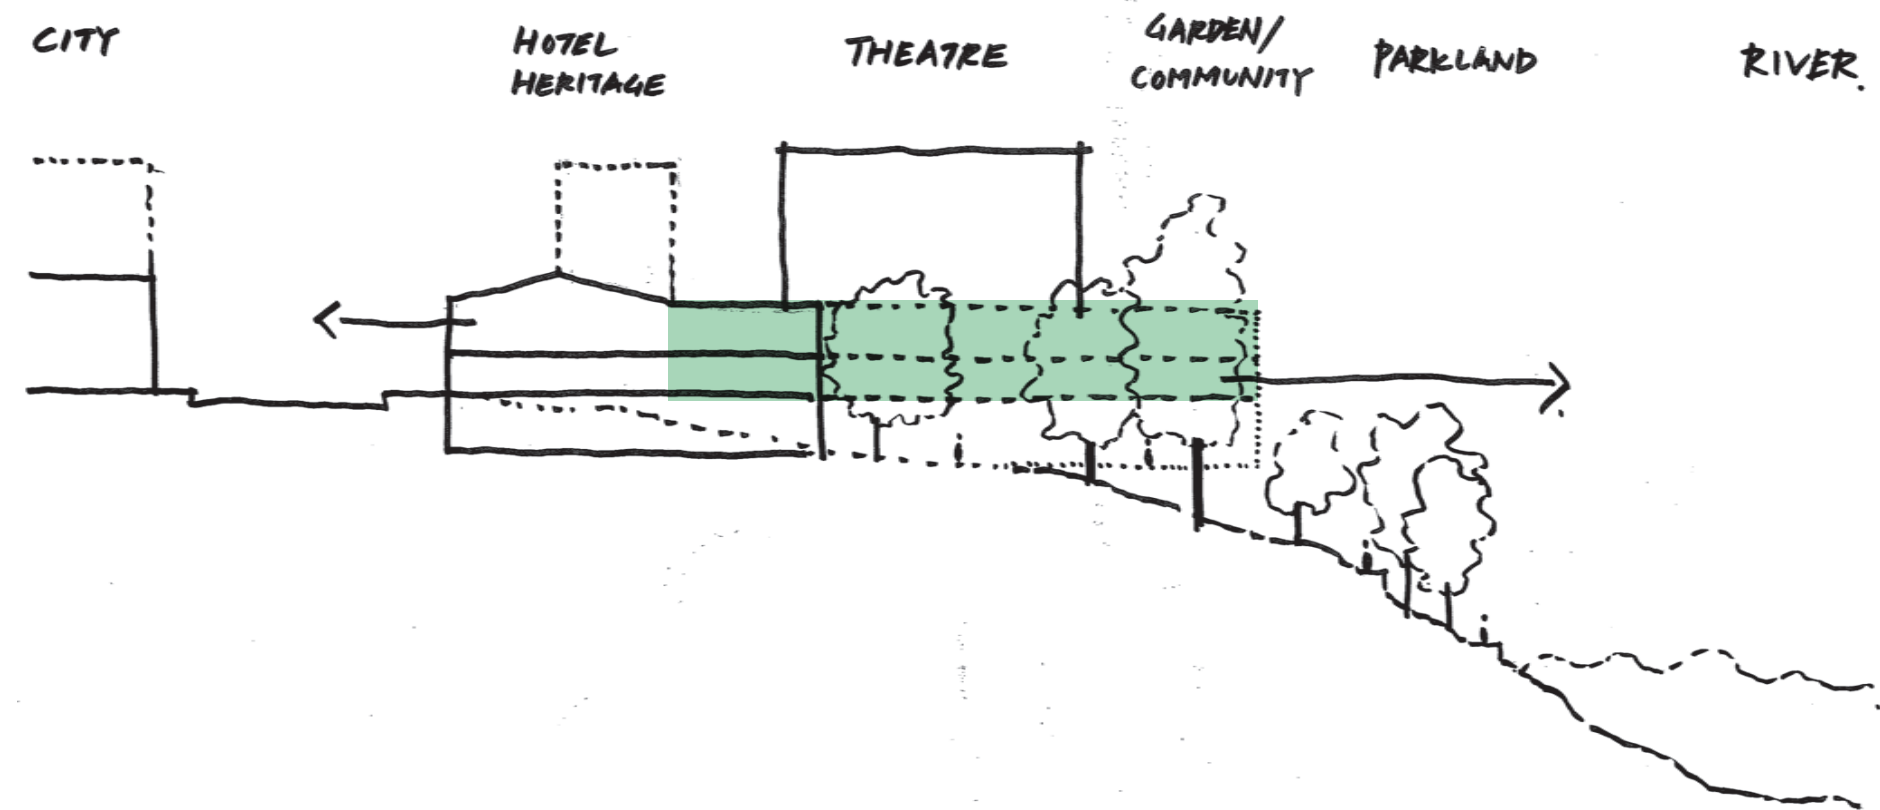 CITY
HOTEL
HERITAGE
THEATRE
GARDEN/
COMMUNITY
PARKLAND
RIVER.